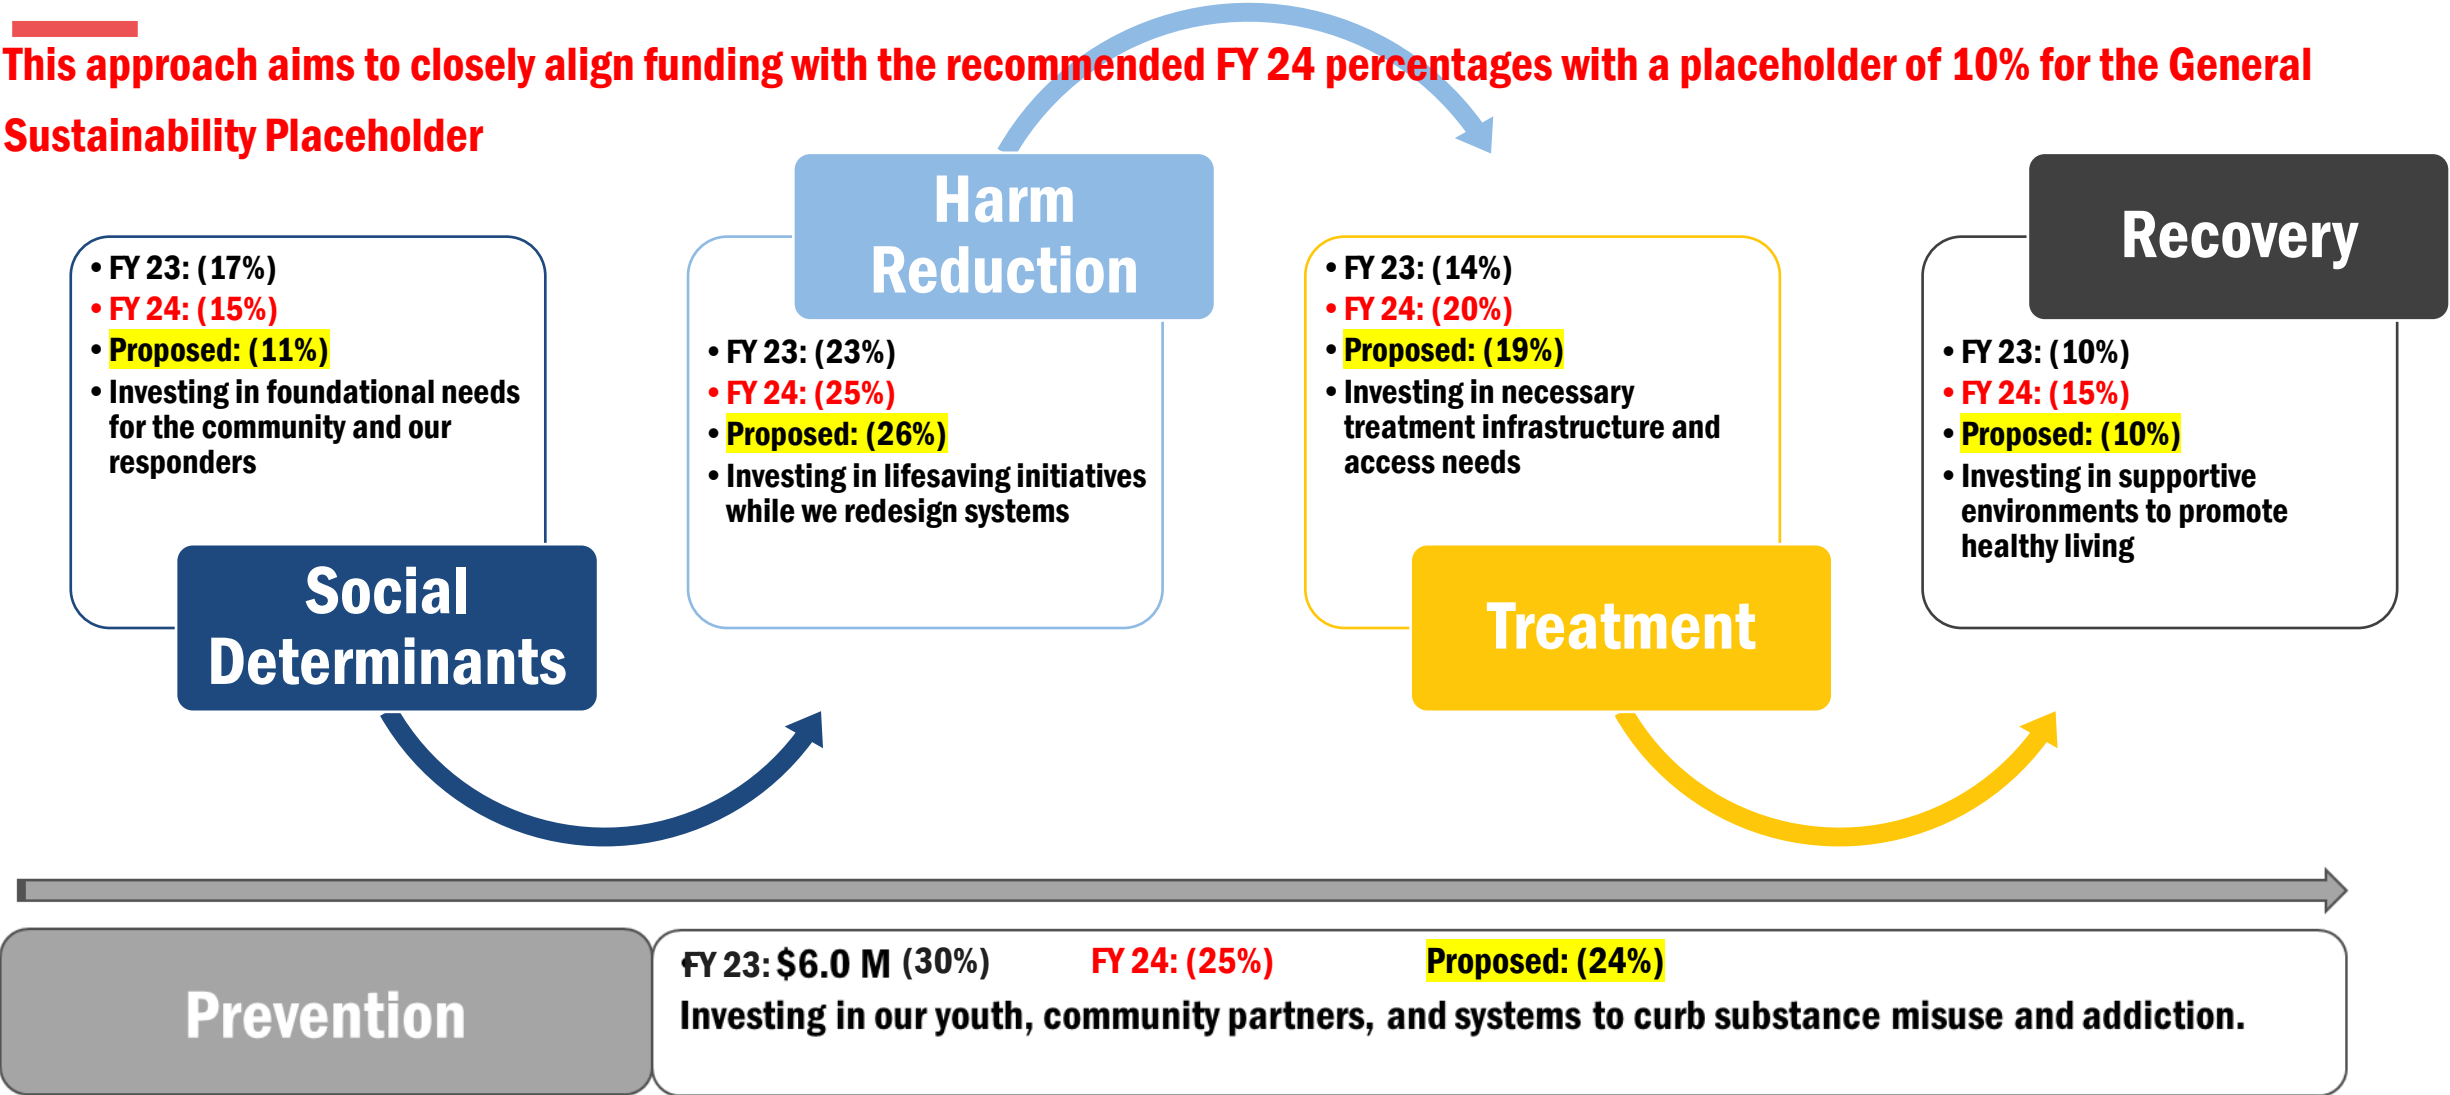 This approach aims to closely align funding with the recommended FY 24 percentages with a placeholder of 10% for the General
Sustainability Placeholder
• FY 23: (17%)
• FY 24: (15%)
• Proposed: (11%)
• Investing in foundational needs
for the community and our
responders
Social
Determinants
Harm
Reduction
• FY 23: (23%)
• FY 24: (25%)
• Proposed: (26%)
• Investing in lifesaving initiatives
while we redesign systems
• FY 23: (14%)
• FY 24: (20%)
• Proposed: (19%)
• Investing in necessary
treatment infrastructure and
access needs
Treatment
Recovery
• FY 23: (10%)
• FY 24: (15%)
• Proposed: (10%)
• Investing in supportive
environments to promote
healthy living
Prevention
FY 23: $6.0 M (30%) FY 24: (25%) Proposed: (24%)
Investing in our youth, community partners, and systems to curb substance misuse and addiction.